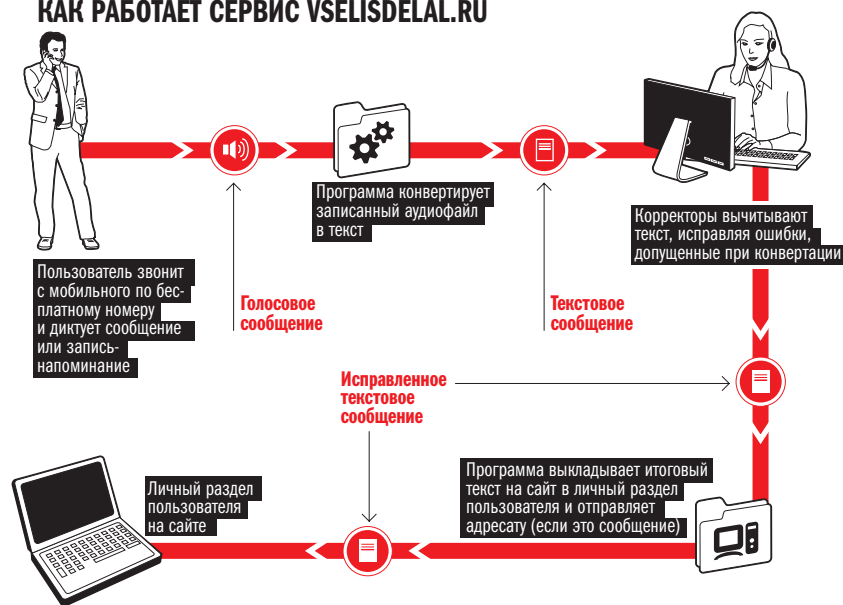 КАК РАБОТАЕТ СЕРВИС VSELISDELAL.RU
Программа конвертирует
записанный аудиофайл
в текст
Корректоры вычитывают
текст, исправляя ошибки,
допущенные при конвертации
Пользователь звонит
с мобильного по бес-
платному номеру
и диктует сообщение
или запись-
напоминание
Голосовое
сообщение
Текстовое
сообщение
Исправленное
текстовое
сообщение
Программа выкладывает итоговый
текст на сайт в личный раздел
пользователя и отправляет
адресату (если это сообщение)
Личный раздел
пользователя
на сайте